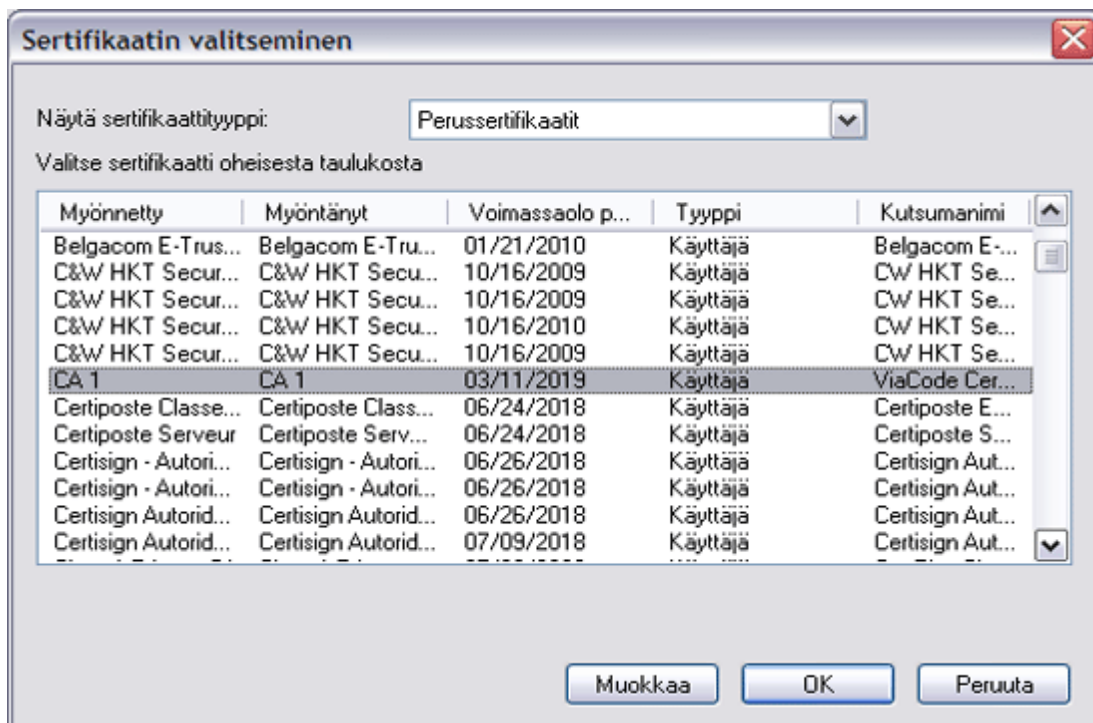 Sertifikaatin valitseminen
Näytä sertifikaattityyppi: Perussertifikaatit
Valitse sertifikaatti oheisesta taulukosta
Myönnetty Myöntänyt Voimassaolo p... Tyyppi Kutsumanimi
Belgacom E-Trus... Belgacom E-Tru... 01/21/2010 Käyttäjä Belgacom E-...
C&W HKT Secur... C&W HKT Secu... 10/16/2009 Käyttäjä CW HKT Se...
C&W HKT Secur... C&W HKT Secu... 10/16/2009 Käyttäjä CW HKT Se...
C&W HKT Secur... C&W HKT Secu... 10/16/2010 Käyttäjä CW HKT Se...
C&W HKT Secur... C&W HKT Secu... 10/16/2009 Käyttäjä CW HKT Se...
CA 1 CA 1 03/11/2019 Käyttäjä ViaCode Cer...
Certiposte Classe... Certiposte Class... 06/24/2018 Käyttäjä Certiposte E...
Certiposte Serveur Certiposte Serv... 06/24/2018 Käyttäjä Certiposte S...
Certisign - Autori... Certisign - Autori... 06/26/2018 Käyttäjä Certisign Aut...
Certisign - Autori... Certisign - Autori... 06/26/2018 Käyttäjä Certisign Aut...
Certisign Autorid... Certisign Autorid... 06/26/2018 Käyttäjä Certisign Aut...
Certisign Autorid... Certisign Autorid... 07/09/2018 Käyttäjä Certisign Aut...
Muokkaa OK Peruuta